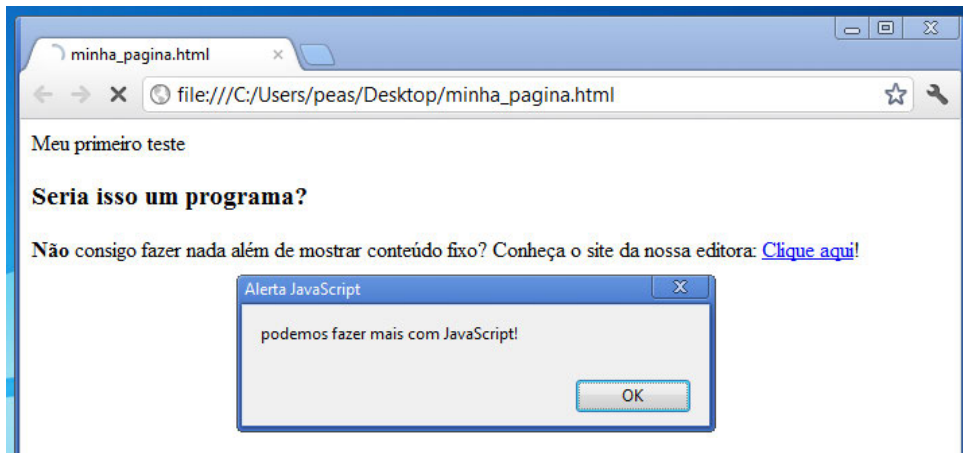 minha_pagina.html
file:///C:/Users/peas/Desktop/minha_pagina.html
Meu primeiro teste
Seria isso um programa?
Não consigo fazer nada além de mostrar conteúdo fixo? Conheça o site da nossa editora: Clique aqui!
Alerta JavaScript
podemos fazer mais com JavaScript!
OK